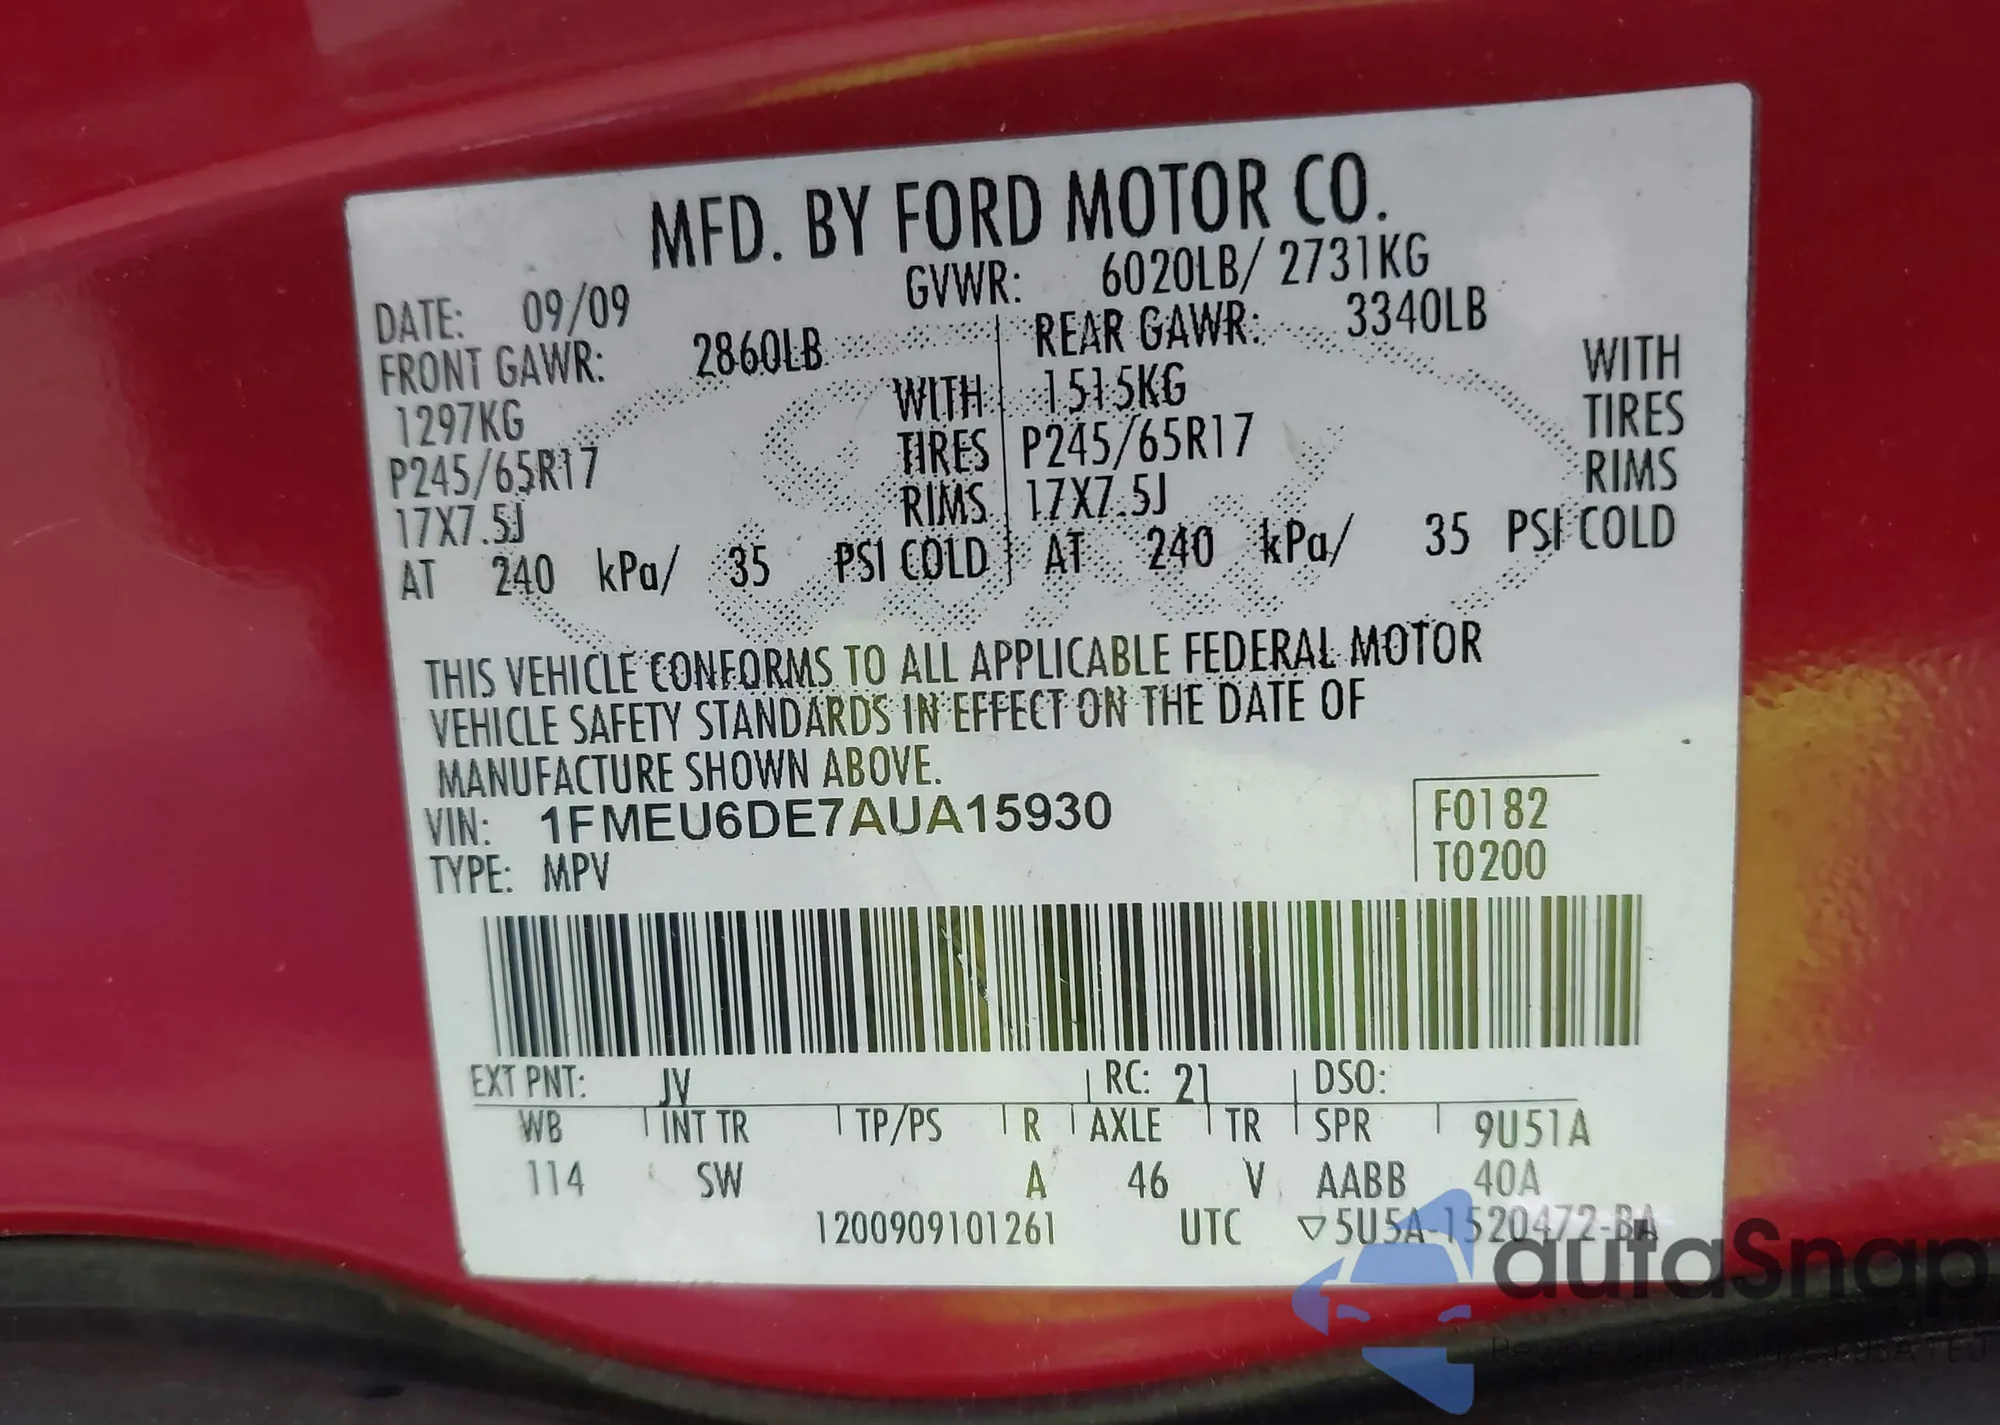 MFD. BY FORD MOTOR CO.
DATE: 09/09 GVWR: 6020LB/ 2731KG
FRONT GAWR: 2860LB REAR GAWR: 3340LB
1297KG WITH 1515KG WITH
P245/65R17 TIRES P245/65R17 TIRES
17X7.5J RIMS 17X7.5J RIMS
AT 240 kPa/ 35 PSI COLD AT 240 kPa/ 35 PSI COLD
THIS VEHICLE CONFORMS TO ALL APPLICABLE FEDERAL MOTOR
VEHICLE SAFETY STANDARDS IN EFFECT ON THE DATE OF
MANUFACTURE SHOWN ABOVE.
VIN: 1FMEU6DE7AUA15930 F0182
TYPE: MPV T0200
EXT PNT: JV RC: 21 DSO:
WB INT TR TP/PS R AXLE TR SPR 9U51A
114 SW A 46 V AABB 40A
1200909101261 UTC ▽5U5A-1520472-BA
autaSnap